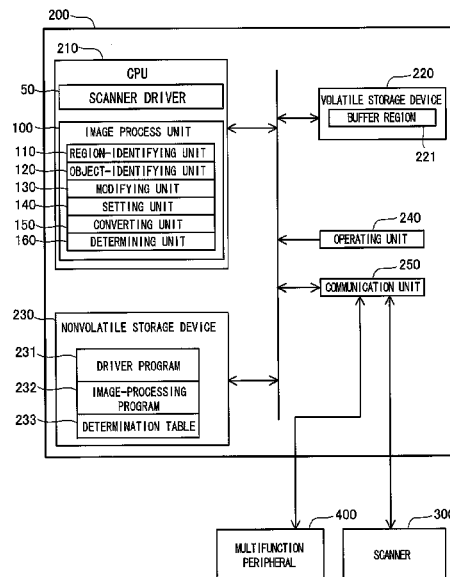 200
210
CPU
50
SCANNER DRIVER
100
IMAGE PROCESS UNIT
110
REGION-IDENTIFYING UNIT
120
OBJECT-IDENTIFYING UNIT
130
MODIFYING UNIT
140
SETTING UNIT
150
CONVERTING UNIT
160
DETERMINING UNIT
220
VOLATILE STORAGE DEVICE
BUFFER REGION
221
240
OPERATING UNIT
250
COMMUNICATION UNIT
230
NONVOLATILE STORAGE DEVICE
231
DRIVER PROGRAM
232
IMAGE-PROCESSING
PROGRAM
233
DETERMINATION TABLE
400
MULTIFUNCTION
PERIPHERAL
300
SCANNER